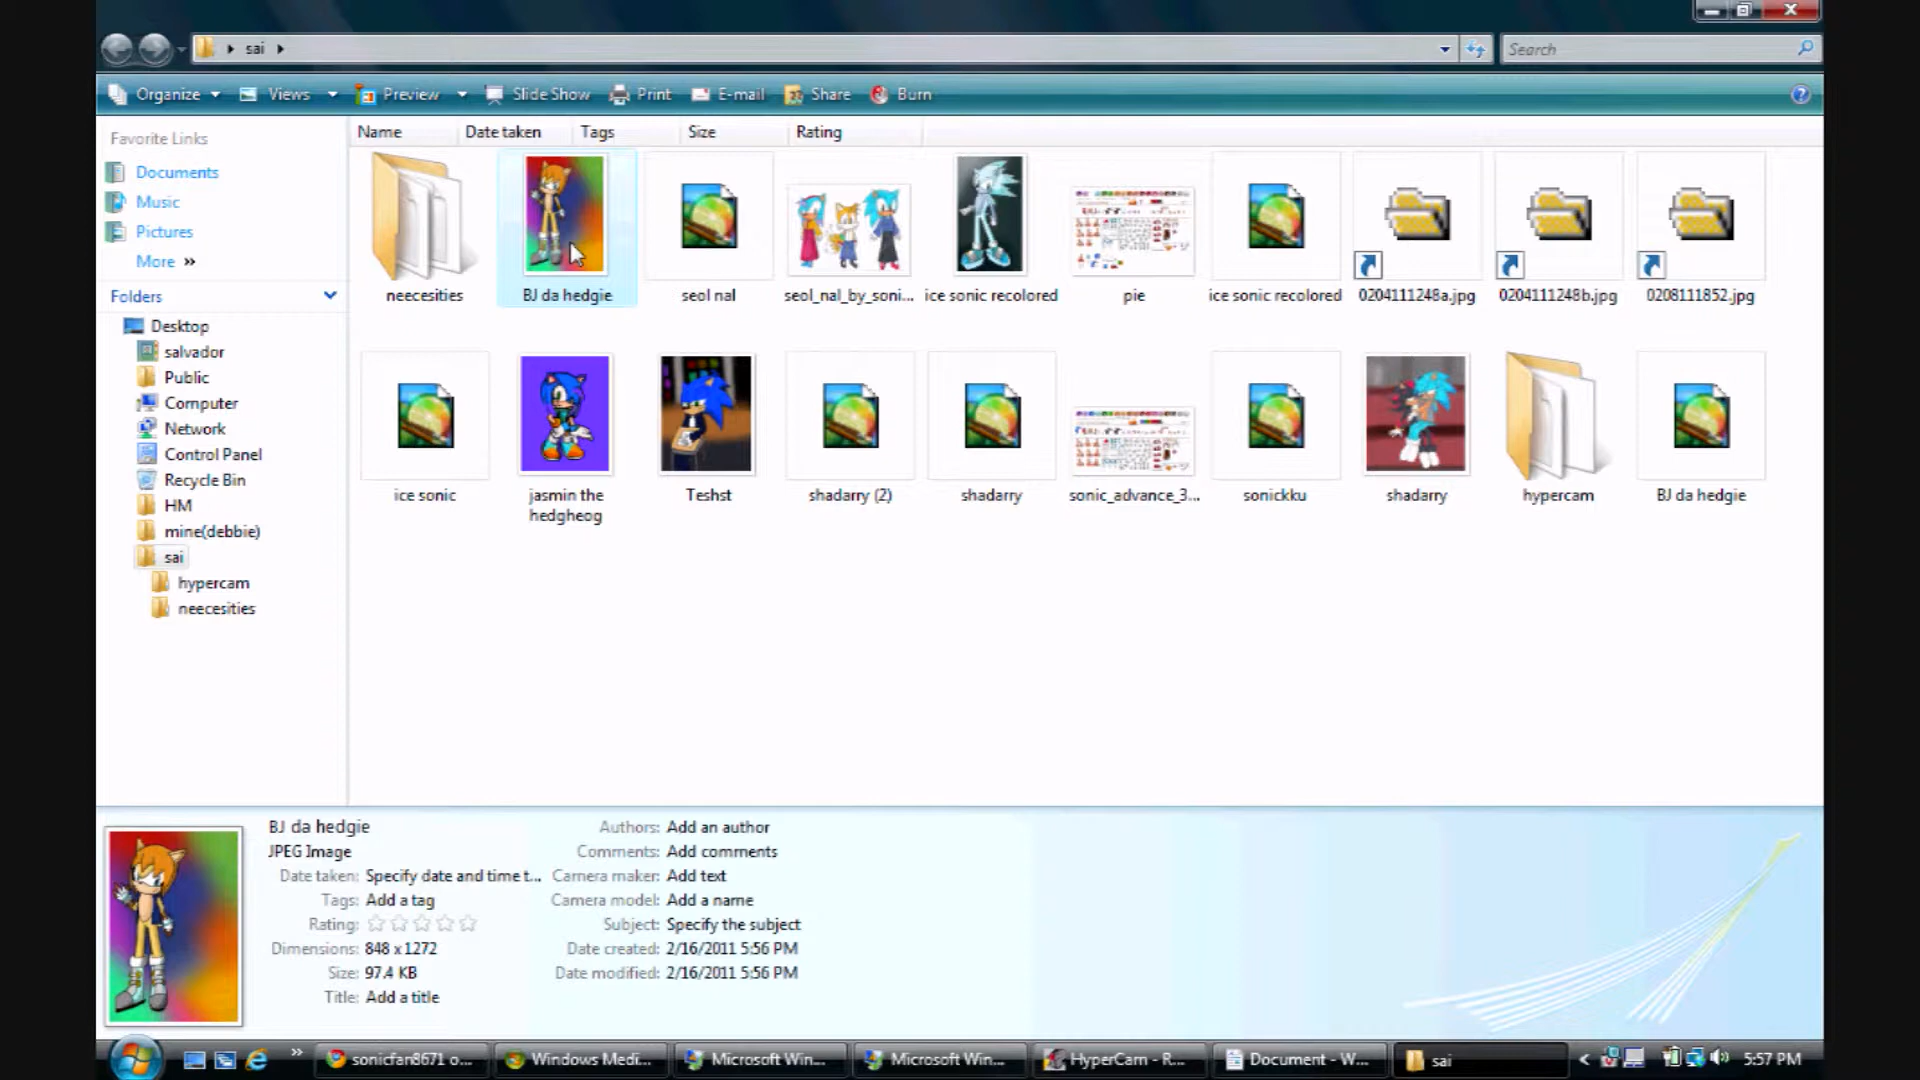 sai
Search
Organize Views Preview Slide Show Print E-mail Share Burn
Favorite Links
Documents
Music
Pictures
More »
Folders
Desktop
salvador
Public
Computer
Network
Control Panel
Recycle Bin
HM
mine(debbie)
sai
hypercam
neecesities
Name Date taken Tags Size Rating
neecesities BJ da hedgie seol nal seol_nal_by_soni... ice sonic recolored pie ice sonic recolored 0204111248a.jpg 0204111248b.jpg 0208111852.jpg
ice sonic jasmin the hedgheog Teshst shadarry (2) shadarry sonic_advance_3... sonickku shadarry hypercam BJ da hedgie
BJ da hedgie
JPEG Image
Date taken: Specify date and time t...
Tags: Add a tag
Rating:
Dimensions: 848 x 1272
Size: 97.4 KB
Title: Add a title
Authors: Add an author
Comments: Add comments
Camera maker: Add text
Camera model: Add a name
Subject: Specify the subject
Date created: 2/16/2011 5:56 PM
Date modified: 2/16/2011 5:56 PM
» sonicfan8671 o... Windows Medi... Microsoft Win... Microsoft Win... HyperCam - R... Document - W... sai < 5:57 PM